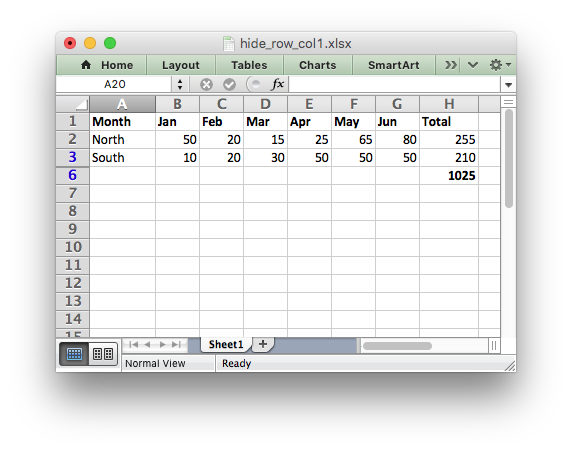 hide_row_col1.xlsx
Home Layout Tables Charts SmartArt
A20 fx
A B C D E F G H
1 Month Jan Feb Mar Apr May Jun Total
2 North 50 20 15 25 65 80 255
3 South 10 20 30 50 50 50 210
6 1025
7
8
9
10
11
12
13
14
15
Sheet1
Normal View Ready